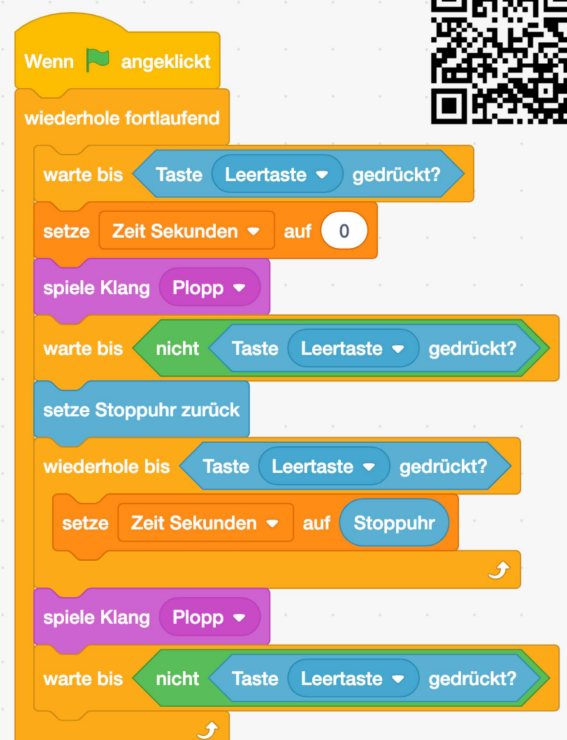 Wenn angeklickt
wiederhole fortlaufend
warte bis Taste Leertaste gedrückt?
setze Zeit Sekunden auf 0
spiele Klang Plopp
warte bis nicht Taste Leertaste gedrückt?
setze Stoppuhr zurück
wiederhole bis Taste Leertaste gedrückt?
setze Zeit Sekunden auf Stoppuhr
spiele Klang Plopp
warte bis nicht Taste Leertaste gedrückt?